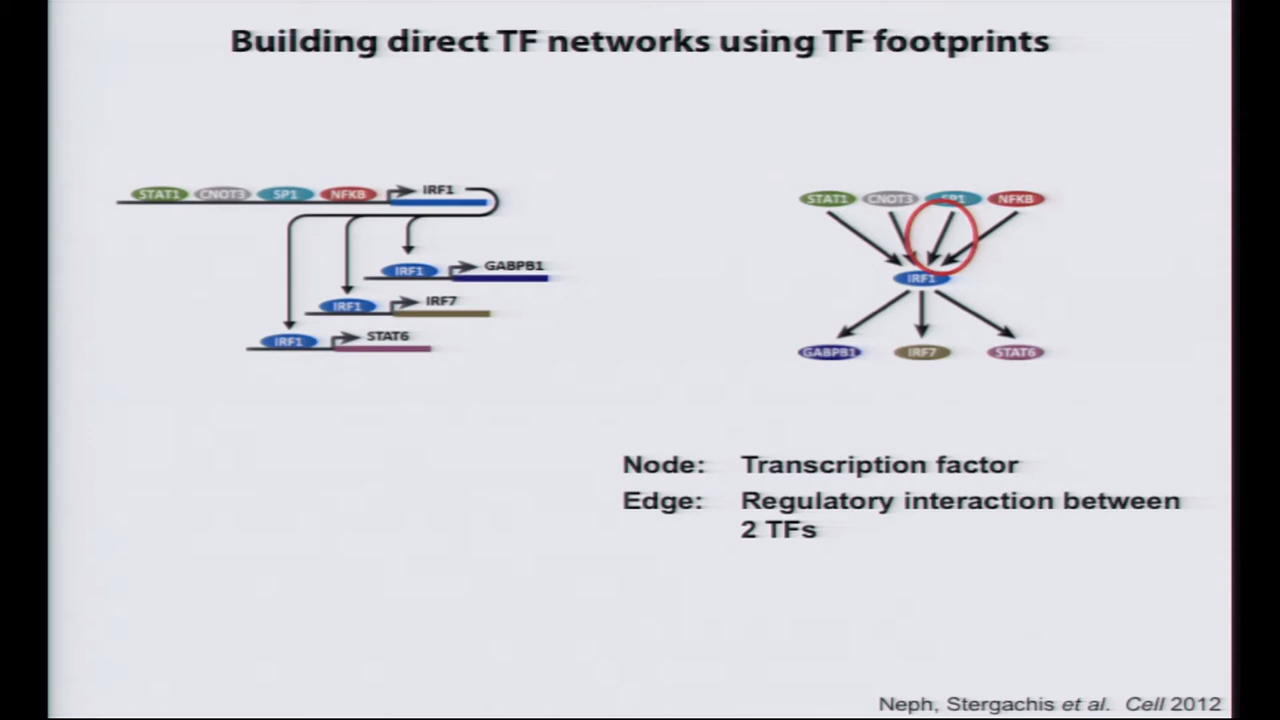 Building direct TF networks using TF footprints
STAT1 CNOT3 SP1 NFKB IRF1
IRF1 GABPB1
IRF1 IRF7
IRF1 STAT6
STAT1 CNOT3 SP1 NFKB
IRF1
GABPB1 IRF7 STAT6
Node: Transcription factor
Edge: Regulatory interaction between
2 TFs
Neph, Stergachis et al. Cell 2012